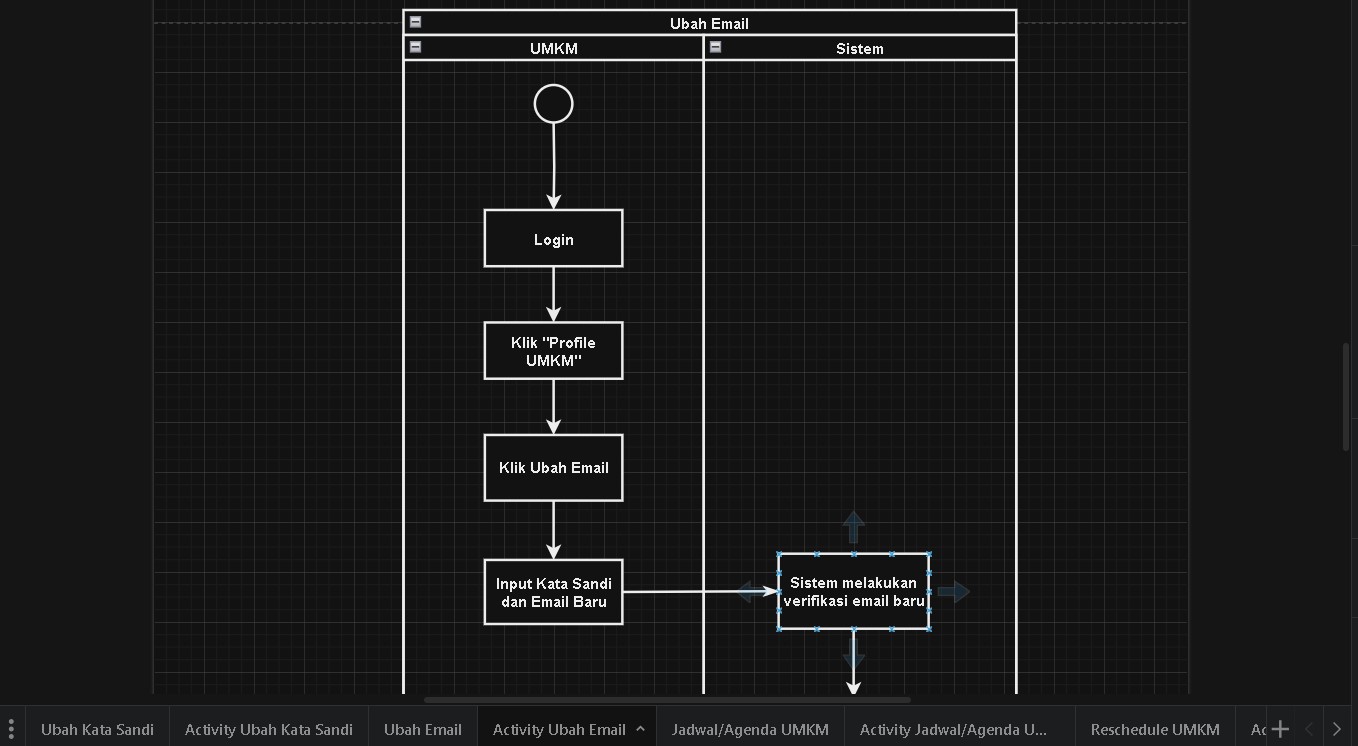 Ubah Email
UMKM
Sistem
Login
Klik "Profile
UMKM"
Klik Ubah Email
Input Kata Sandi
dan Email Baru
Sistem melakukan
verifikasi email baru
Ubah Kata Sandi
Activity Ubah Kata Sandi
Ubah Email
Activity Ubah Email
Jadwal/Agenda UMKM
Activity Jadwal/Agenda U...
Reschedule UMKM